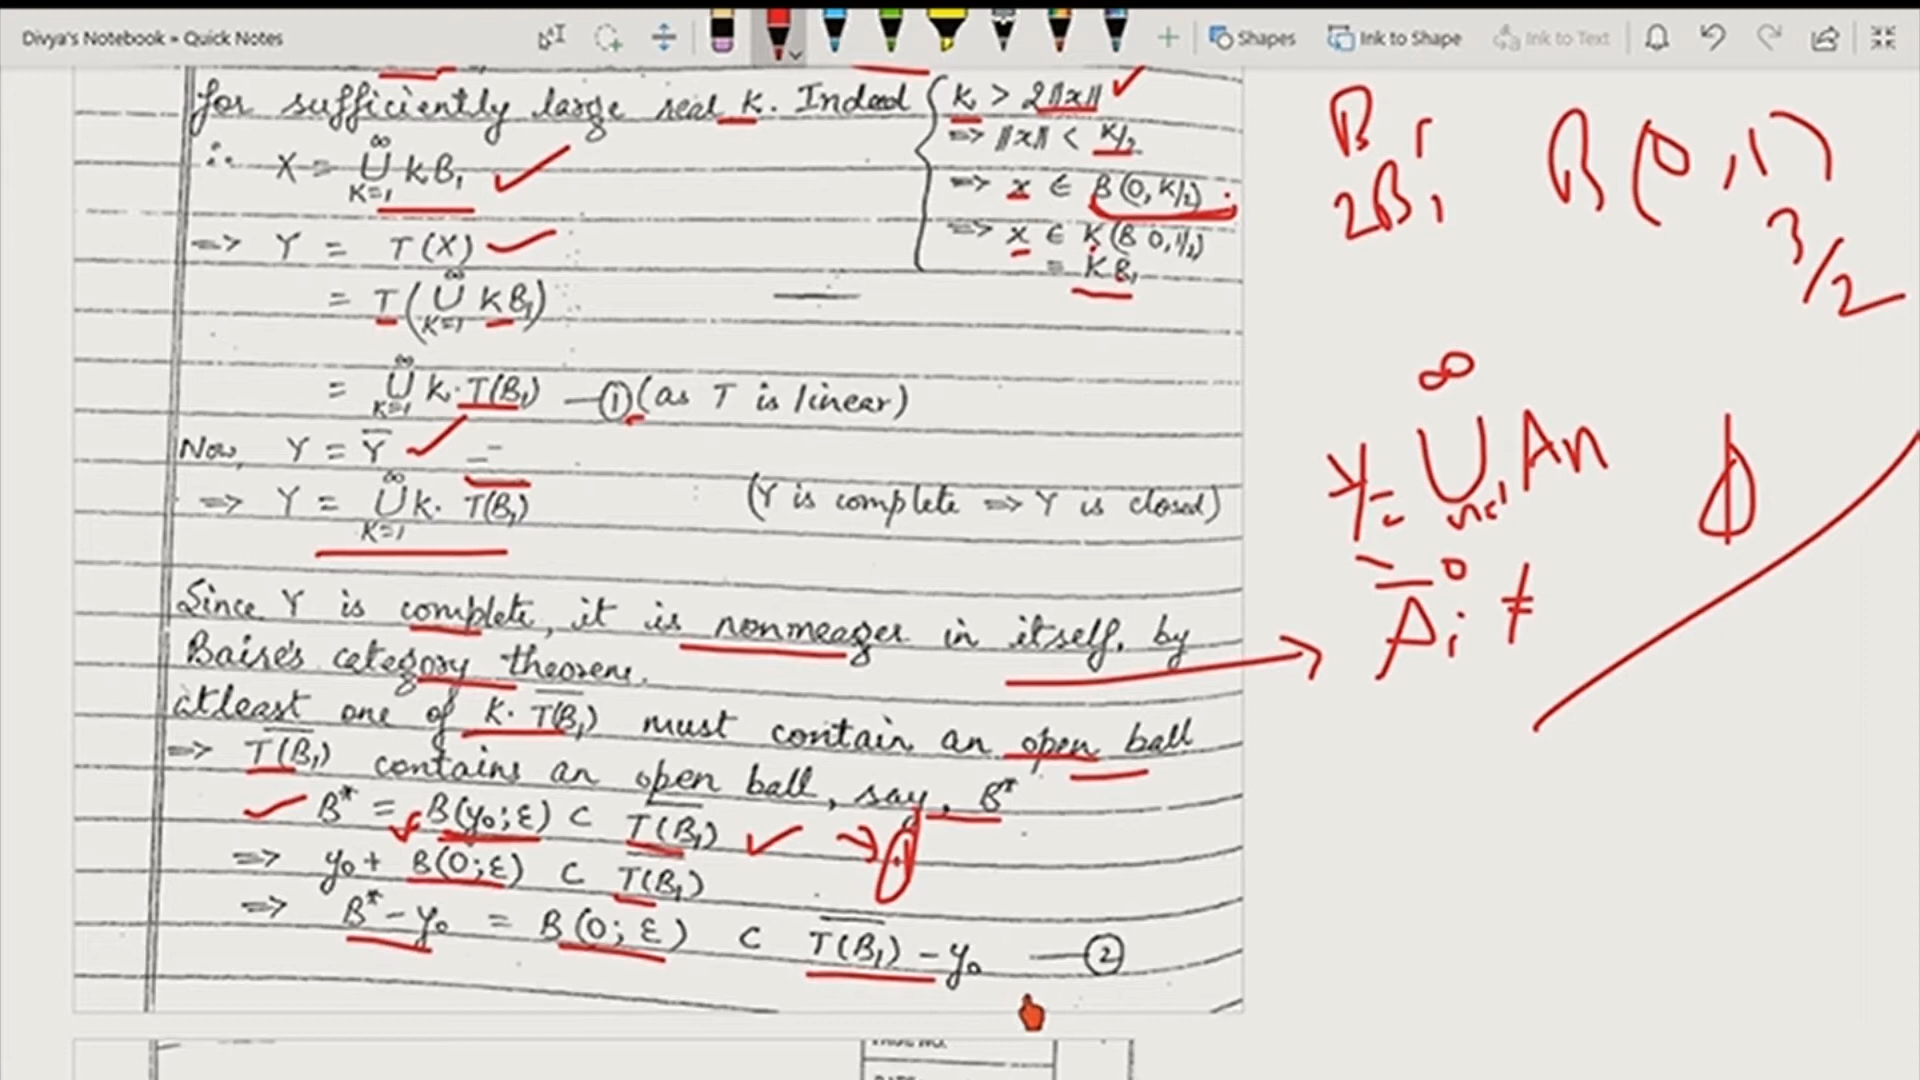 Divya's Notebook » Quick Notes
Shapes Ink to Shape Ink to Text
for sufficiently large real k. Indeed { k > 2||x||
=> ||x|| < k/2
∴ X = ∞∪K=1 kB₁
=> x ∈ B(0, K/2)
=> Y = T(X)
=> x ∈ K(B 0,1/2)
= KB₁
= T(∞∪K=1 KB₁)
= ∞∪K=1 k. T(B₁) —① (as T is linear)
Now, Y = Y̅
=> Y = ∞∪K=1 k. T(B₁) (Y is complete => Y is closed)
Since Y is complete, it is nonmeager in itself, by
Baire's category theorem.
atleast one of K. T(B₁) must contain an open ball
=> T(B₁) contains an open ball, say, B*
B* = B(y₀; ε) ⊂ T(B₁)
=> y₀ + B(0; ε) ⊂ T(B₁)
=> B* - y₀ = B(0; ε) ⊂ T(B₁) - y₀ —②
B₁
2B₁
B(0,1)
3/2
Y = ∞∪n=1 An
Ai ≠ ϕ
PAGE NO.
DATE